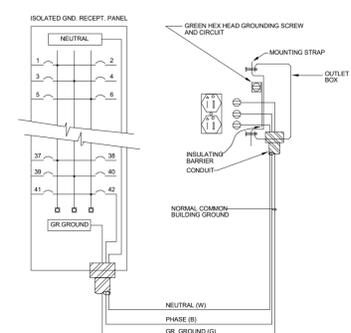 ISOLATED GND. RECEPT. PANEL
NEUTRAL
1 2
3 4
5 6
37 38
39 40
41 42
GR.GROUND
GREEN HEX HEAD GROUNDING SCREW
AND CIRCUIT
MOUNTING STRAP
OUTLET
BOX
INSULATING
BARRIER
CONDUIT
NORMAL COMMON
BUILDING GROUND
NEUTRAL (W)
PHASE (B)
GR. GROUND (G)